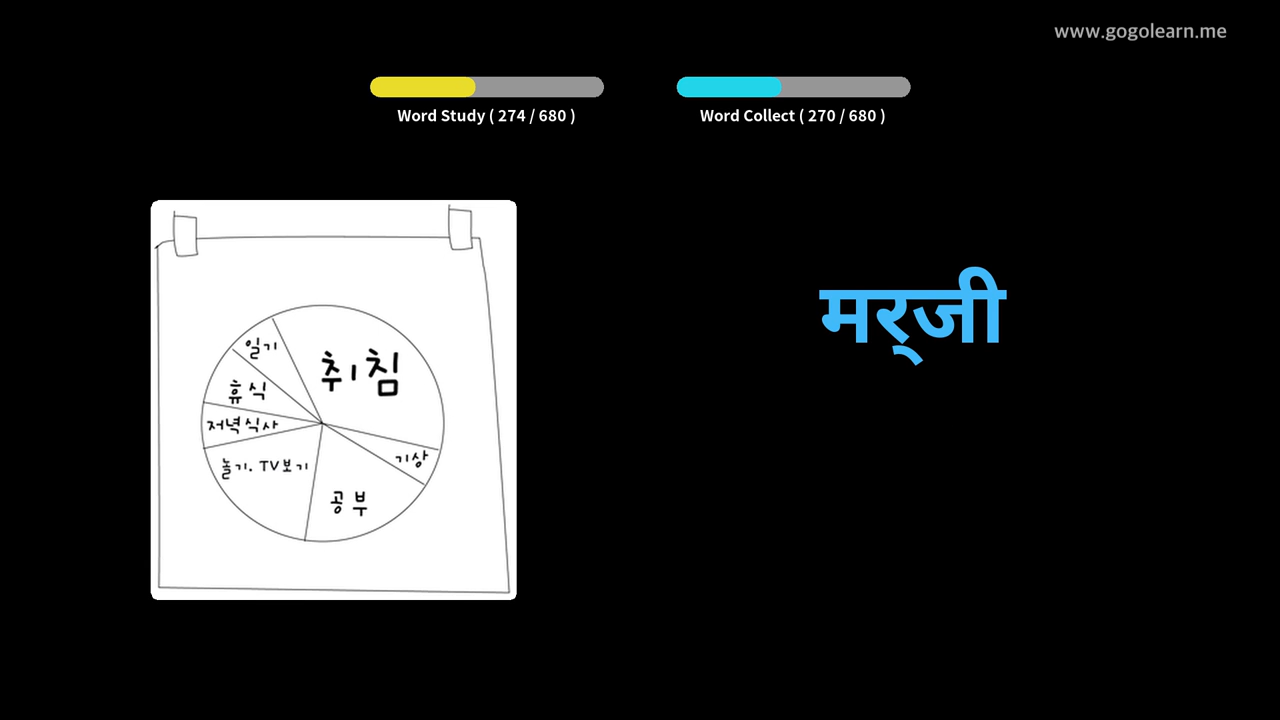 www.gogolearn.me
Word Study ( 274 / 680 )
Word Collect ( 270 / 680 )
일기
취침
휴식
저녁식사
놀기. TV보기
기상
공부
मर्‌जी